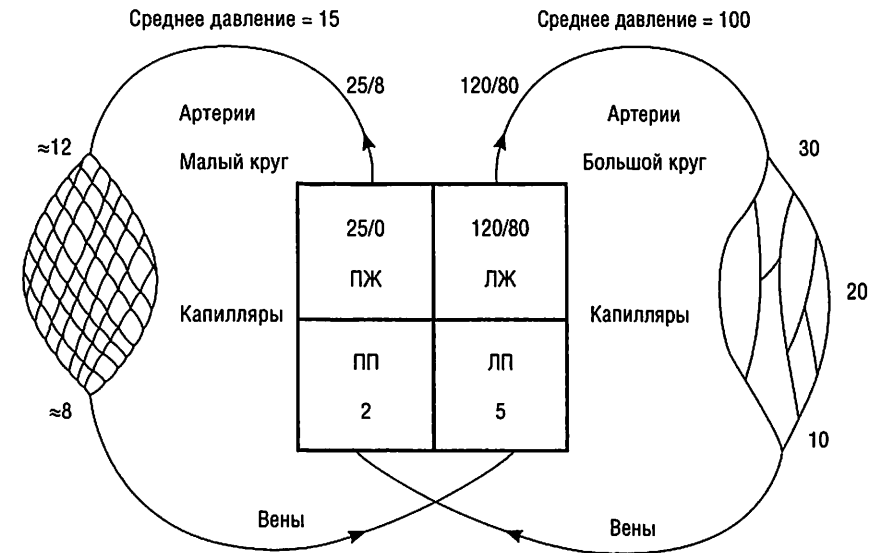 Среднее давление = 15
Среднее давление = 100
25/8
120/80
Артерии
Артерии
≈12
Малый круг
Большой круг
30
25/0
120/80
ПЖ
ЛЖ
20
Капилляры
Капилляры
ПП
ЛП
≈8
2
5
10
Вены
Вены